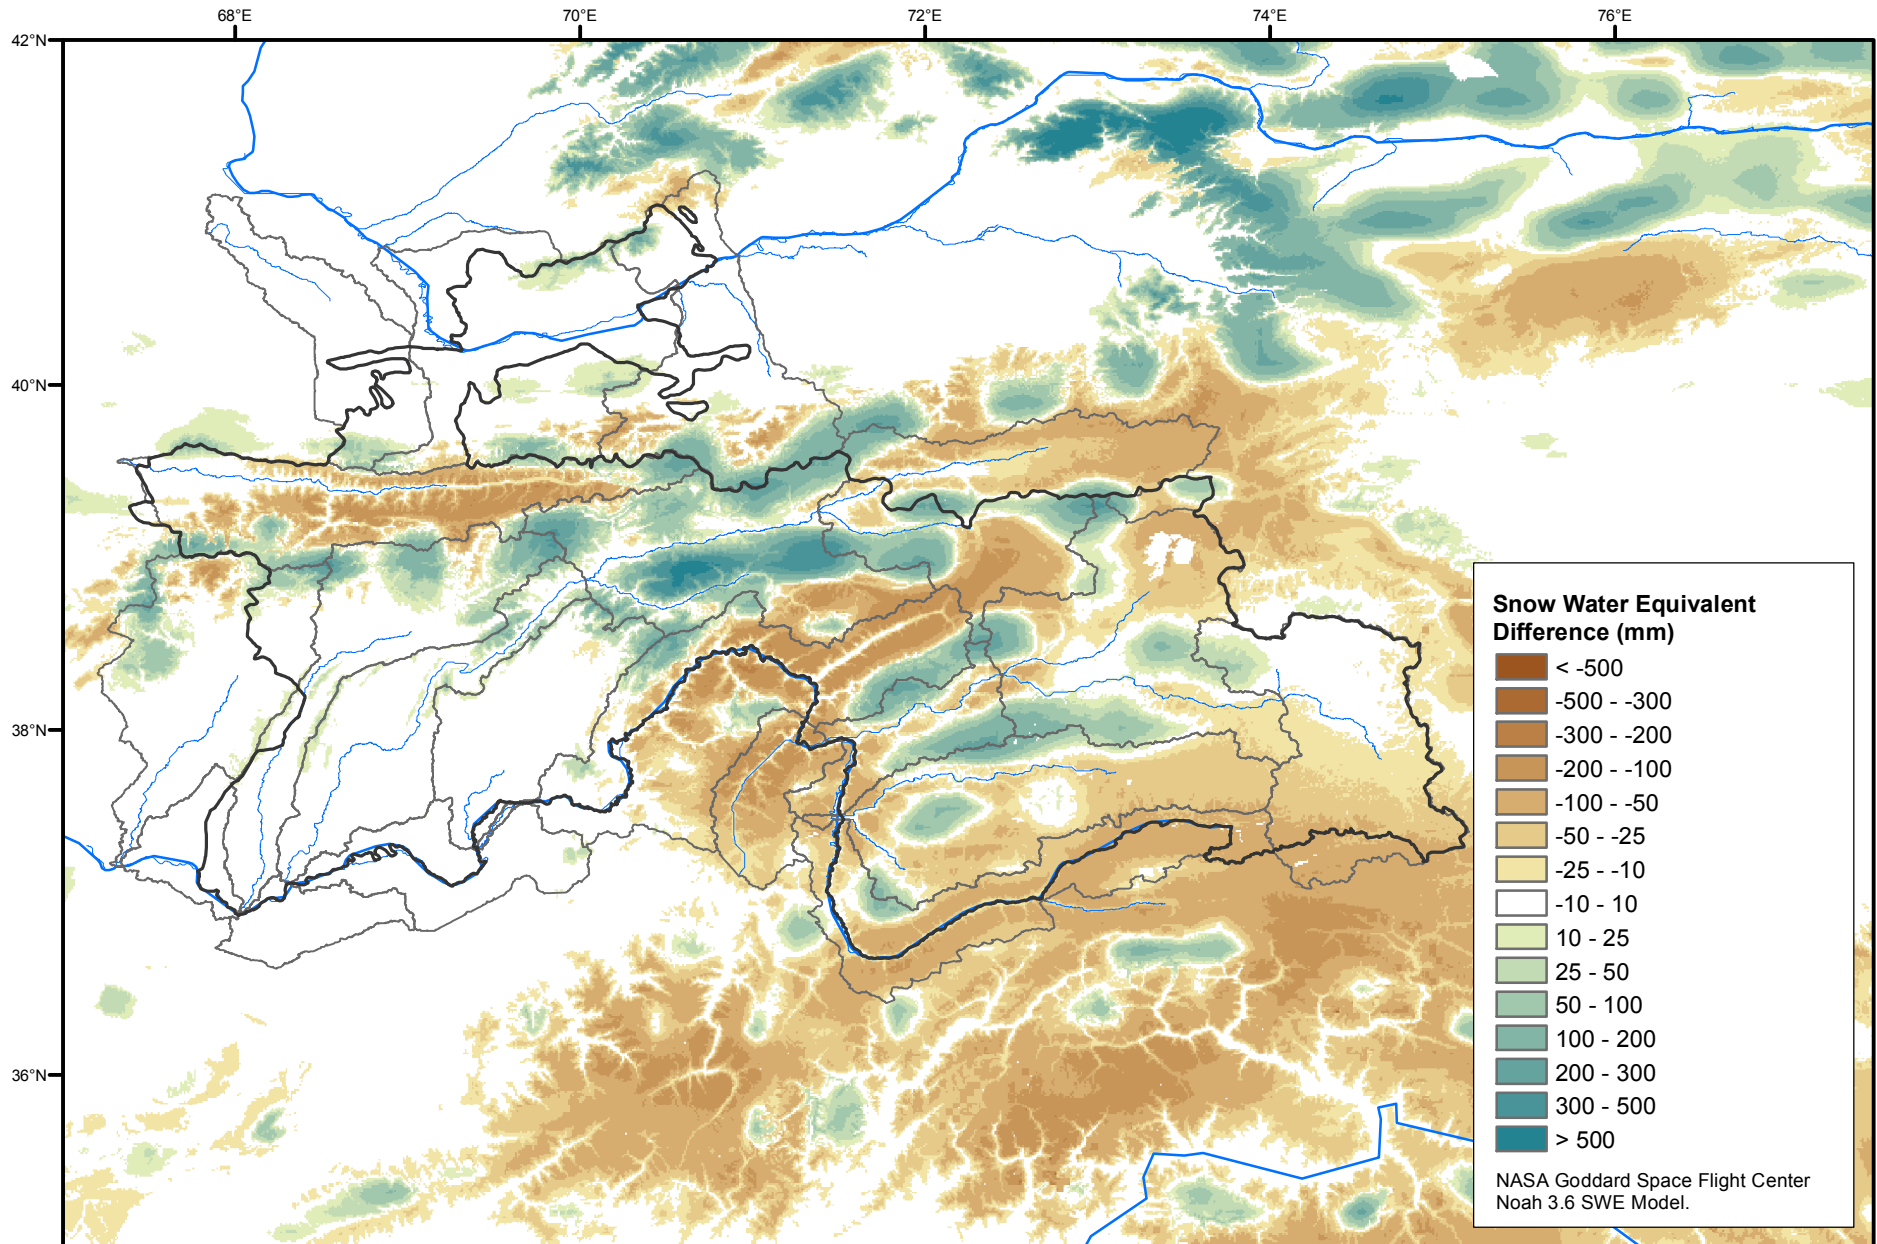 68°E 70°E 72°E 74°E 76°E
42°N
40°N
38°N
36°N
Snow Water Equivalent
Difference (mm)
< -500
-500 - -300
-300 - -200
-200 - -100
-100 - -50
-50 - -25
-25 - -10
-10 - 10
10 - 25
25 - 50
50 - 100
100 - 200
200 - 300
300 - 500
> 500
NASA Goddard Space Flight Center
Noah 3.6 SWE Model.